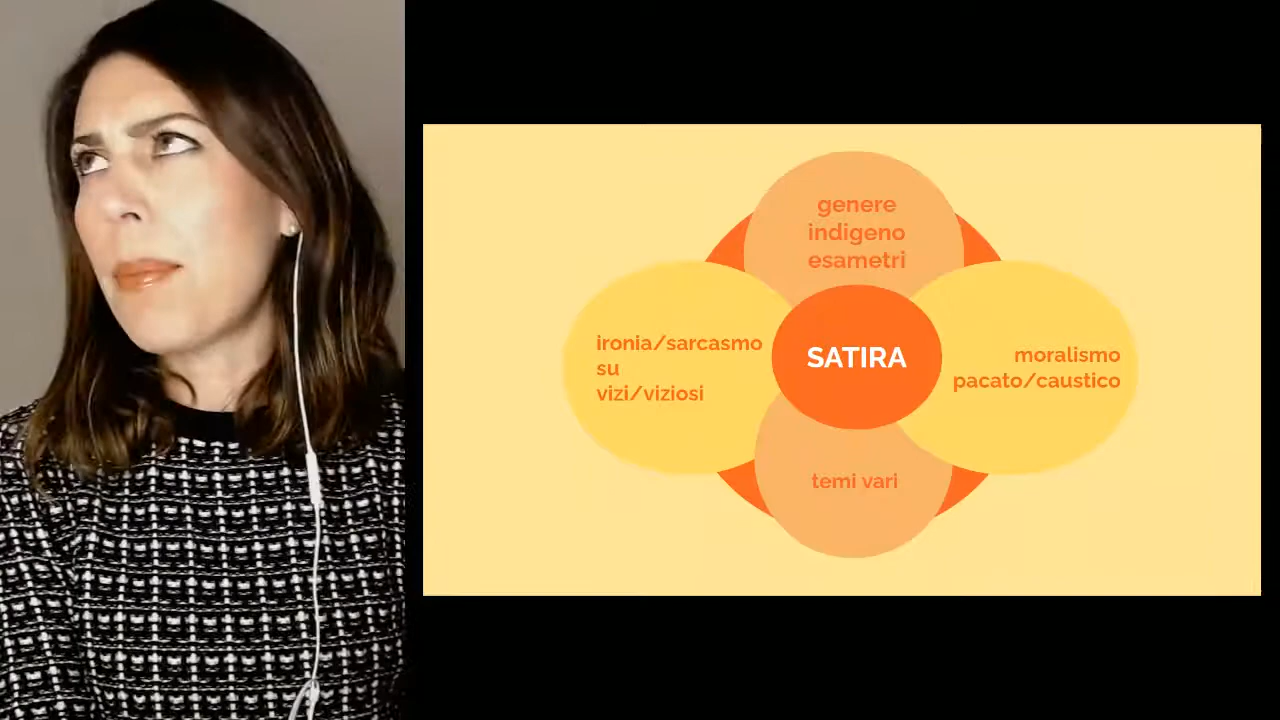 genere
indigeno
esametri
ironia/sarcasmo
su
vizi/viziosi
SATIRA
moralismo
pacato/caustico
temi vari